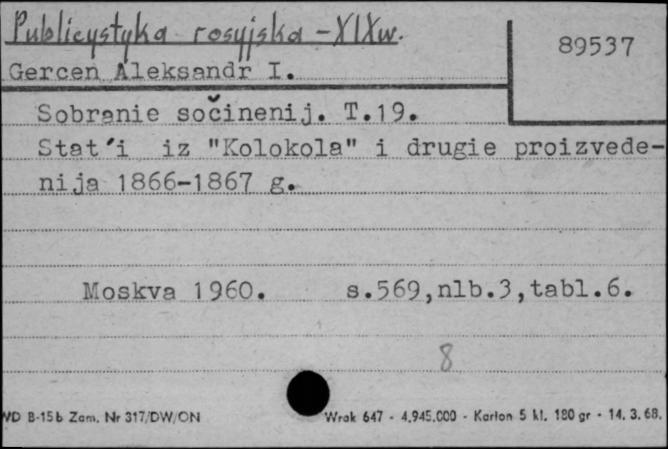 Publicystyka rosyjska - XIXw.
89537
Gercen Aleksandr I.
Sobranie sočinenij. T.19.
Stat'i iz "Kolokola" i drugie proizvede-
nija 1866-1867 g.
Moskva 1960. s.569,nlb.3,tabl.6.
8
WD B-15b Zam. Nr 317/DW/ON Wrak 647 - 4.945.000 - Karton 5 kl. 180 gr - 14. 3. 68.